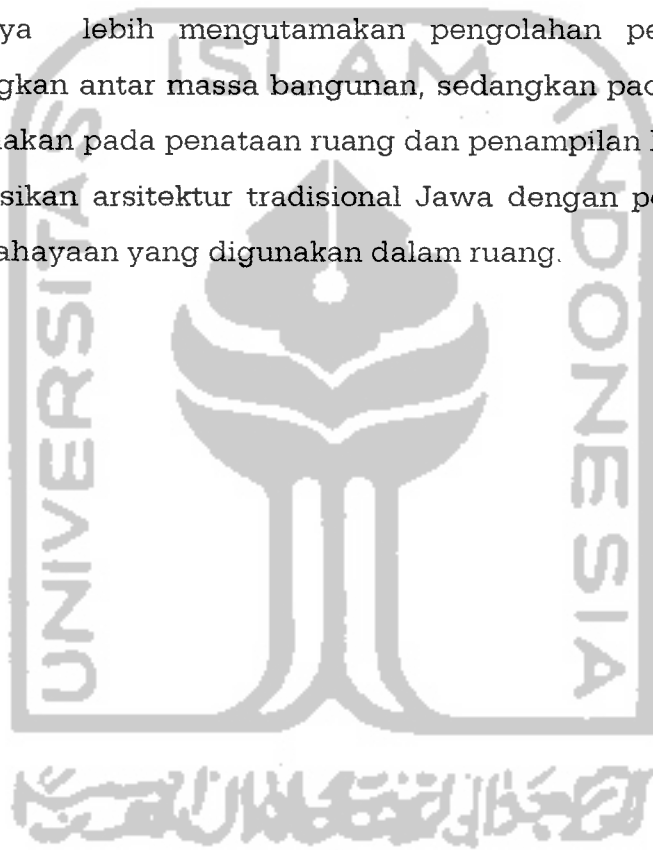 ya lebih mengutamakan pengolahan pe
gkan antar massa bangunan, sedangkan pad
akan pada penataan ruang dan penampilan
sikan arsitektur tradisional Jawa dengan pe
ahayaan yang digunakan dalam ruang.
ISLAM
UNIVERSITAS
INDONESIA